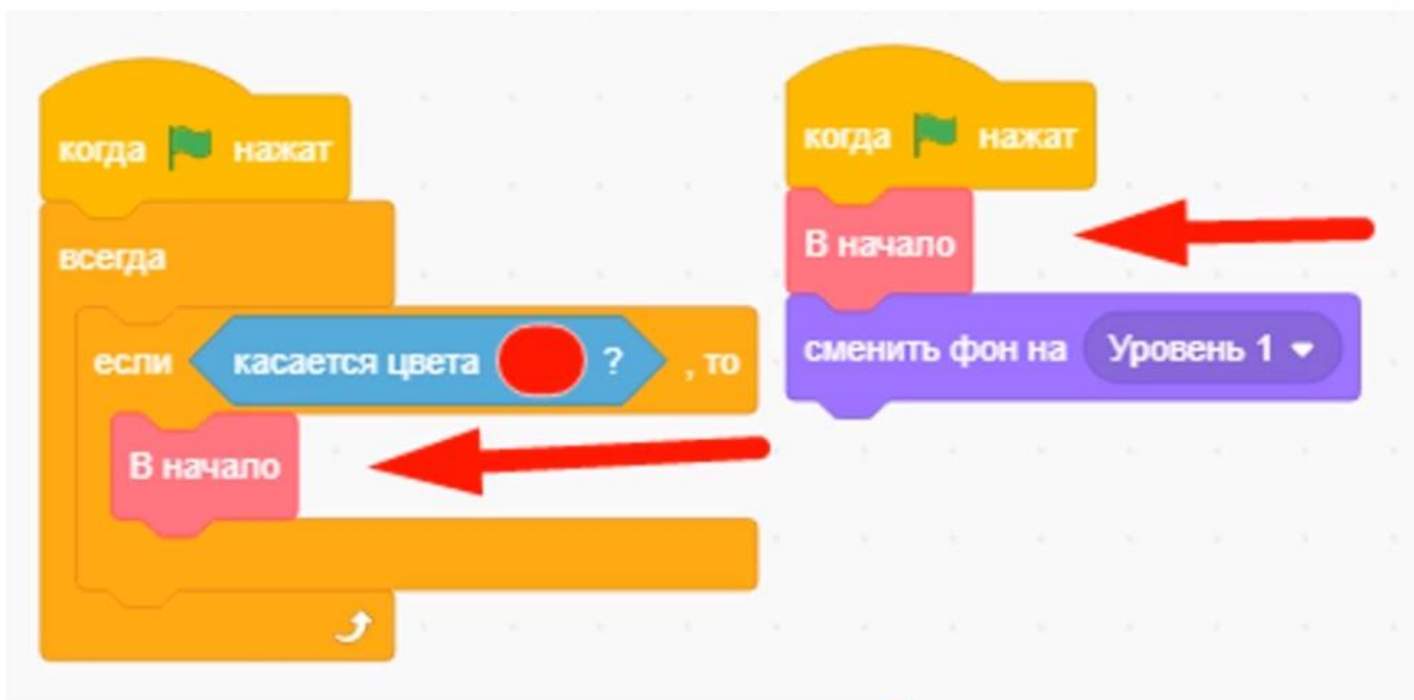 когда нажат
всегда
если касается цвета ? , то
В начало
когда нажат
В начало
сменить фон на Уровень 1